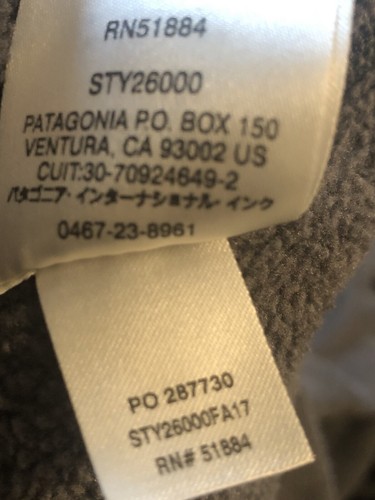 RN51884
STY26000
PATAGONIA P.O. BOX 150
VENTURA, CA 93002 US
CUIT:30-70924649-2
パタゴニア・インターナショナル・インク
0467-23-8961
PO 287730
STY26000FA17
RN# 51884